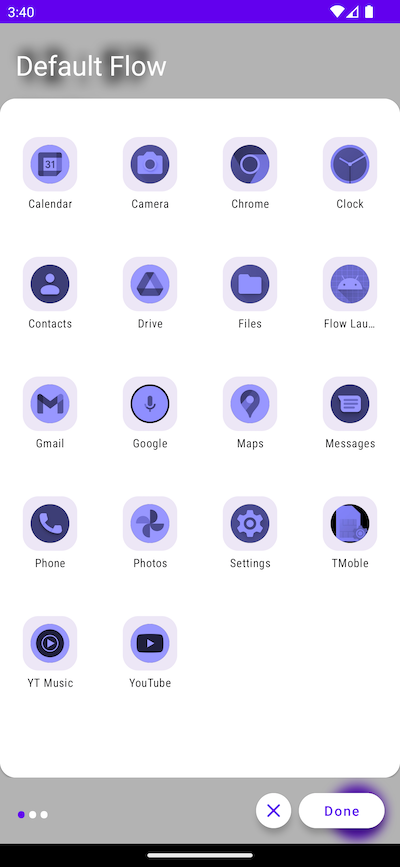 3:40
Default Flow
31
Calendar
Camera
Chrome
Clock
Contacts
Drive
Files
Flow Lau…
Gmail
Google
Maps
Messages
Phone
Photos
Settings
TMoble
YT Music
YouTube
Done